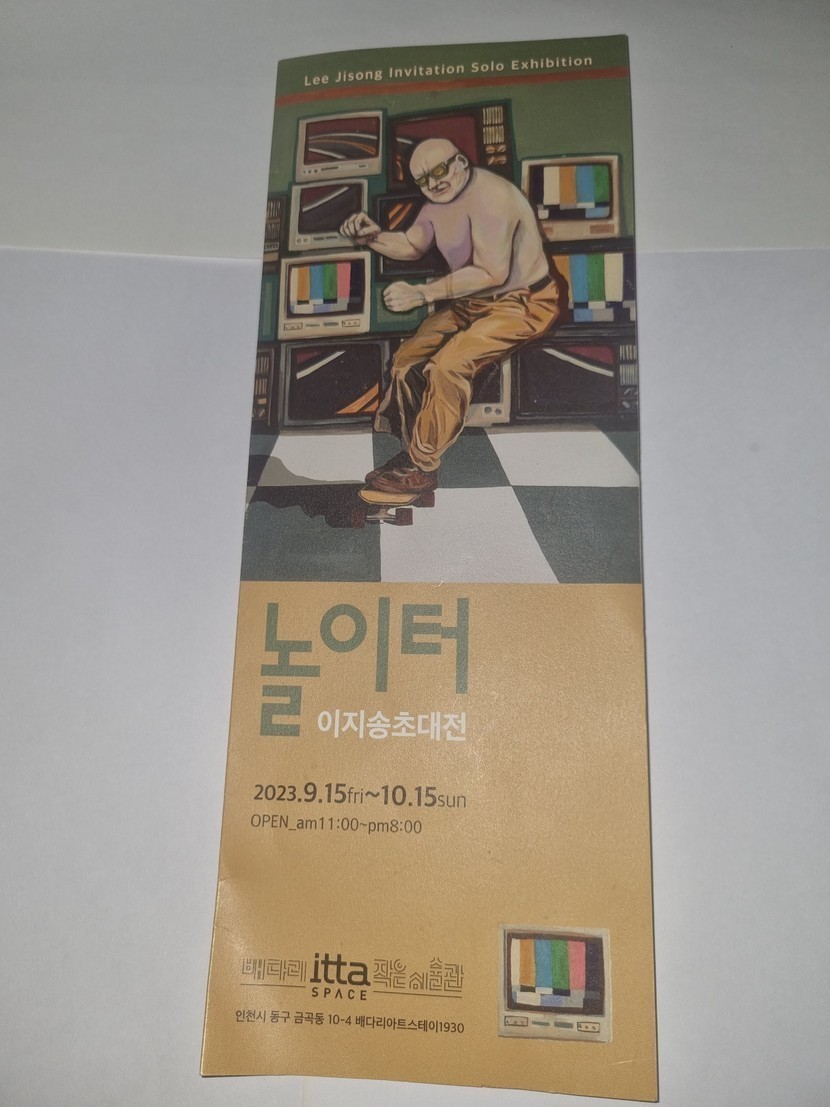 Lee Jisong Invitation Solo Exhibition
놀이터
이지송초대전
2023.9.15fri~10.15sun
OPEN_am11:00~pm8:00
배다리 itta 작은미술관
SPACE
인천시 동구 금곡동 10-4 배다리아트스테이1930